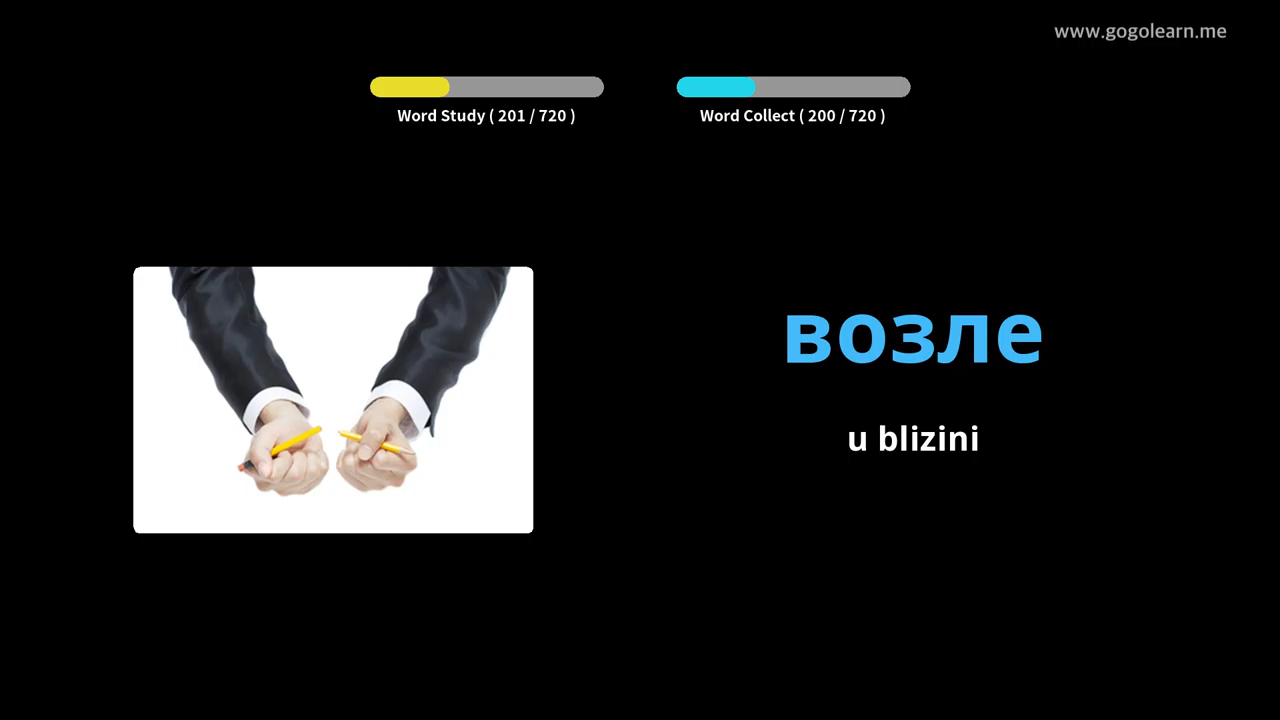 www.gogolearn.me
Word Study ( 201 / 720 )
Word Collect ( 200 / 720 )
возле
u blizini